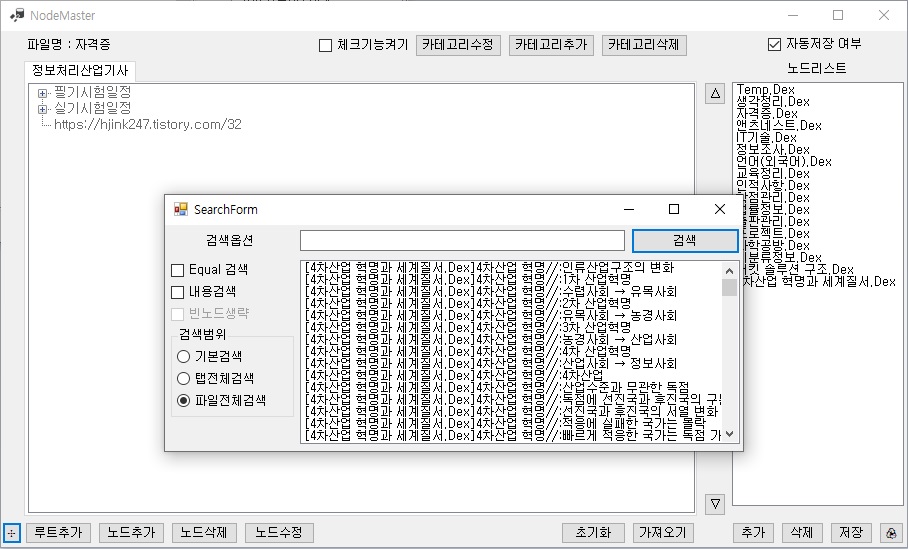 NodeMaster
파일명 : 자격증
체크기능켜기
카테고리수정
카테고리추가
카테고리삭제
자동저장 여부
정보처리산업기사
노드리스트
필기시험일정
실기시험일정
https://hjink247.tistory.com/32
△
Temp.Dex
생각정리.Dex
자격증.Dex
앤츠네스트.Dex
IT기술.Dex
정보조사.Dex
언어(외국어).Dex
교육정리.Dex
인적사항.Dex
.Dex
률정보.Dex
판관리.Dex
로젝트.Dex
학공방.Dex
분류정보.Dex
킷 솔루션 구조.Dex
차산업 혁명과 세계질서.Dex
SearchForm
검색옵션
검색
Equal 검색
내용검색
빈노드생략
검색범위
기본검색
탭전체검색
파일전체검색
[4차산업 혁명과 세계질서.Dex]4차산업 혁명//:인류산업구조의 변화
[4차산업 혁명과 세계질서.Dex]4차산업 혁명//:1차 산업혁명
[4차산업 혁명과 세계질서.Dex]4차산업 혁명//:수렵사회 → 유목사회
[4차산업 혁명과 세계질서.Dex]4차산업 혁명//:2차 산업혁명
[4차산업 혁명과 세계질서.Dex]4차산업 혁명//:유목사회 → 농경사회
[4차산업 혁명과 세계질서.Dex]4차산업 혁명//:3차 산업혁명
[4차산업 혁명과 세계질서.Dex]4차산업 혁명//:농경사회 → 산업사회
[4차산업 혁명과 세계질서.Dex]4차산업 혁명//:4차 산업혁명
[4차산업 혁명과 세계질서.Dex]4차산업 혁명//:산업사회 → 정보사회
[4차산업 혁명과 세계질서.Dex]4차산업 혁명//:4차산업
[4차산업 혁명과 세계질서.Dex]4차산업 혁명//:산업수준과 무관한 독점
[4차산업 혁명과 세계질서.Dex]4차산업 혁명//:독점에 선진국과 후진국의 구분
[4차산업 혁명과 세계질서.Dex]4차산업 혁명//:선진국과 후진국의 서열 변화
[4차산업 혁명과 세계질서.Dex]4차산업 혁명//:적응에 실패한 국가는 몰락
[4차산업 혁명과 세계질서.Dex]4차산업 혁명//:빠르게 적응한 국가는 독점 가
▽
루트추가
노드추가
노드삭제
노드수정
초기화
가져오기
추가
삭제
저장